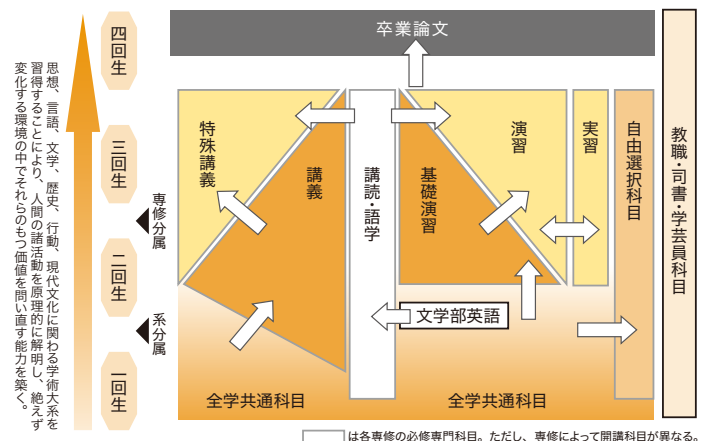 卒業論文
四回生
三回生
二回生
一回生
専修分属
系分属
思想、言語、文学、歴史、行動、現代文化に関わる学術大系を
習得することにより、人間の諸活動を原理的に解明し、絶えず
変化する環境の中でそれらのもつ価値を問い直す能力を築く。
特殊講義
講義
講読・語学
基礎演習
演習
実習
自由選択科目
教職・司書・学芸員科目
文学部英語
全学共通科目
全学共通科目
は各専修の必修専門科目。ただし、専修によって開講科目が異なる。